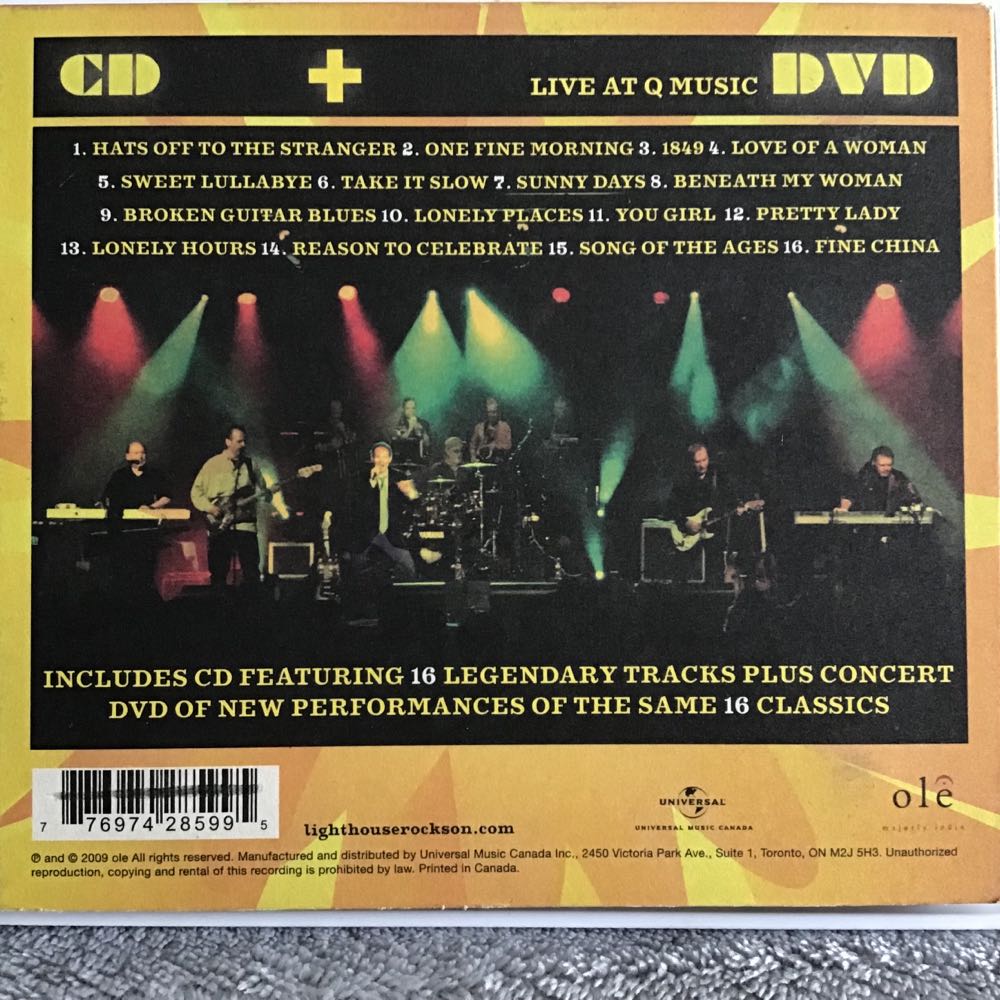 CD + LIVE AT Q MUSIC DVD
1. HATS OFF TO THE STRANGER 2. ONE FINE MORNING 3. 1849 4. LOVE OF A WOMAN
5. SWEET LULLABYE 6. TAKE IT SLOW 7. SUNNY DAYS 8. BENEATH MY WOMAN
9. BROKEN GUITAR BLUES 10. LONELY PLACES 11. YOU GIRL 12. PRETTY LADY
13. LONELY HOURS 14. REASON TO CELEBRATE 15. SONG OF THE AGES 16. FINE CHINA
INCLUDES CD FEATURING 16 LEGENDARY TRACKS PLUS CONCERT
DVD OF NEW PERFORMANCES OF THE SAME 16 CLASSICS
7 76974 28599 5
lighthouserockson.com
UNIVERSAL
UNIVERSAL MUSIC CANADA
olé
majorly indie
℗ and © 2009 ole All rights reserved. Manufactured and distributed by Universal Music Canada Inc., 2450 Victoria Park Ave., Suite 1, Toronto, ON M2J 5H3. Unauthorized
reproduction, copying and rental of this recording is prohibited by law. Printed in Canada.